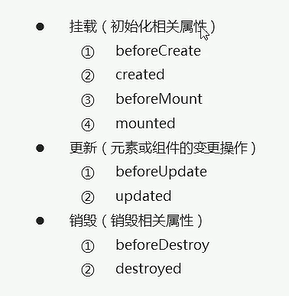 ● 挂载（初始化相关属性）
① beforeCreate
② created
③ beforeMount
④ mounted
● 更新（元素或组件的变更操作）
① beforeUpdate
② updated
● 销毁（销毁相关属性）
① beforeDestroy
② destroyed